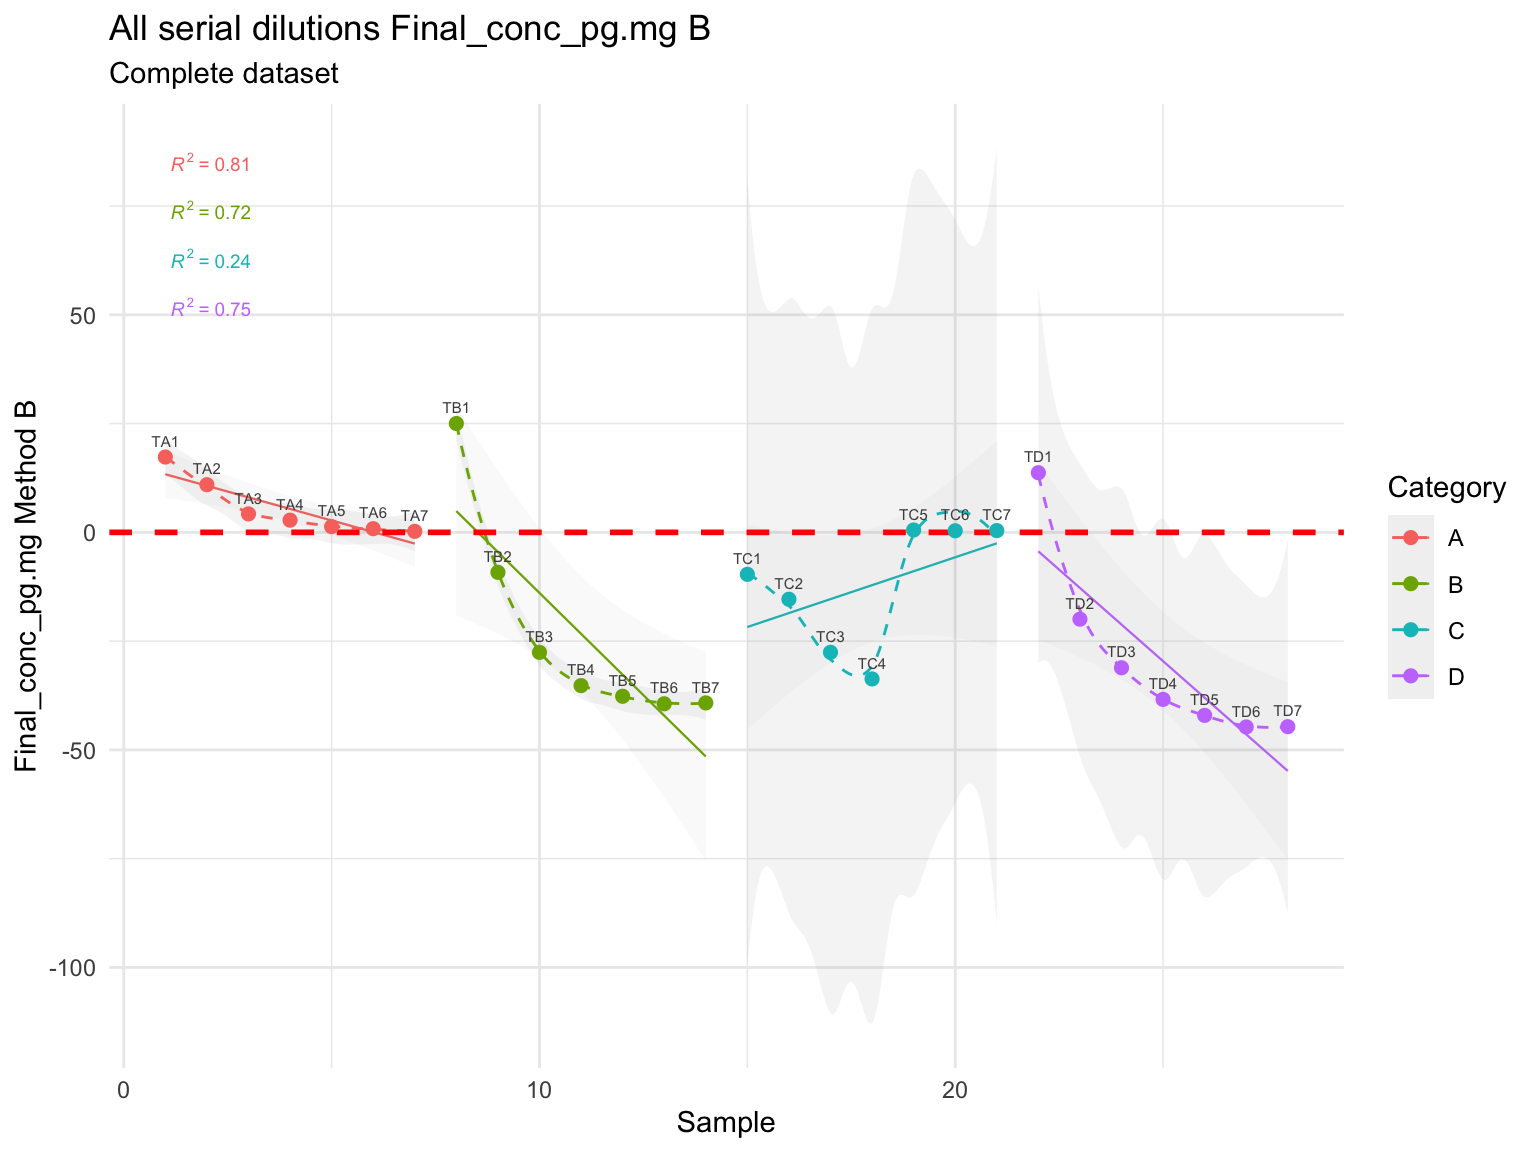 All serial dilutions Final_conc_pg.mg B
Complete dataset
R² = 0.81
R² = 0.72
R² = 0.24
R² = 0.75
50
0
-50
-100
Final_conc_pg.mg Method B
TA1
TA2
TA3
TA4
TA5
TA6
TA7
TB1
TB2
TB3
TB4
TB5
TB6
TB7
TC1
TC2
TC3
TC4
TC5
TC6
TC7
TD1
TD2
TD3
TD4
TD5
TD6
TD7
0
10
20
Sample
Category
A
B
C
D